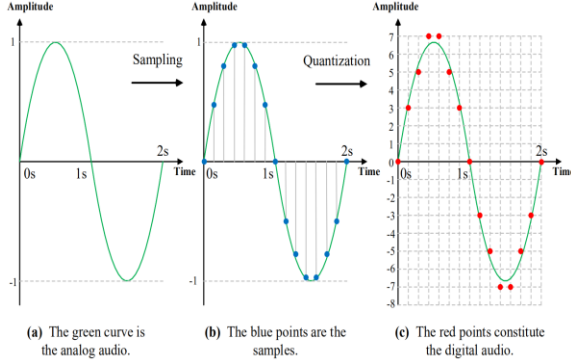 Amplitude
1
-1
0s
1s
2s
Time
Sampling
(a) The green curve is
the analog audio.
Amplitude
1
-1
0s
1s
2s
Time
Quantization
(b) The blue points are the
samples.
Amplitude
7
6
5
4
3
2
1
0
-1
-2
-3
-4
-5
-6
-7
-8
0s
1s
2s
Time
(c) The red points constitute
the digital audio.